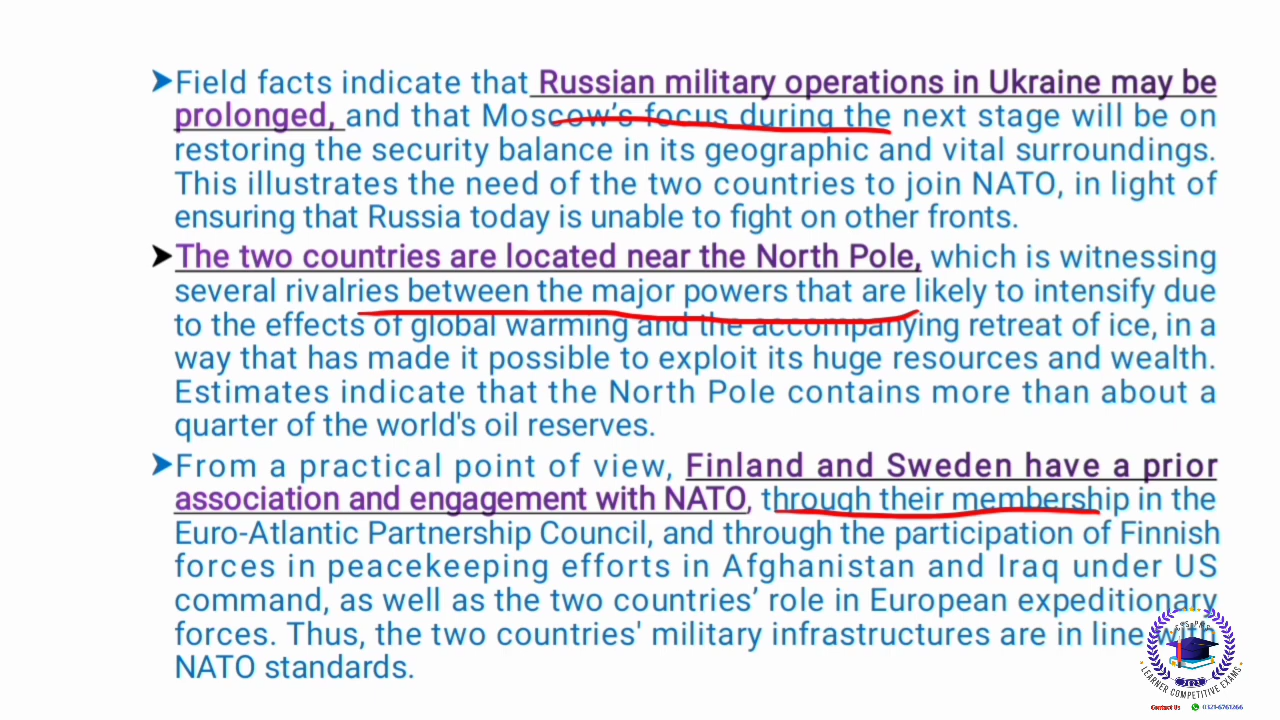 ➤Field facts indicate that Russian military operations in Ukraine may be
prolonged, and that Moscow’s focus during the next stage will be on
restoring the security balance in its geographic and vital surroundings.
This illustrates the need of the two countries to join NATO, in light of
ensuring that Russia today is unable to fight on other fronts.
➤The two countries are located near the North Pole, which is witnessing
several rivalries between the major powers that are likely to intensify due
to the effects of global warming and the accompanying retreat of ice, in a
way that has made it possible to exploit its huge resources and wealth.
Estimates indicate that the North Pole contains more than about a
quarter of the world's oil reserves.
➤From a practical point of view, Finland and Sweden have a prior
association and engagement with NATO, through their membership in the
Euro-Atlantic Partnership Council, and through the participation of Finnish
forces in peacekeeping efforts in Afghanistan and Iraq under US
command, as well as the two countries’ role in European expeditionary
forces. Thus, the two countries' military infrastructures are in line with
NATO standards.
LEARNER COMPETITIVE EXAMS
Contact Us 0321-6761266